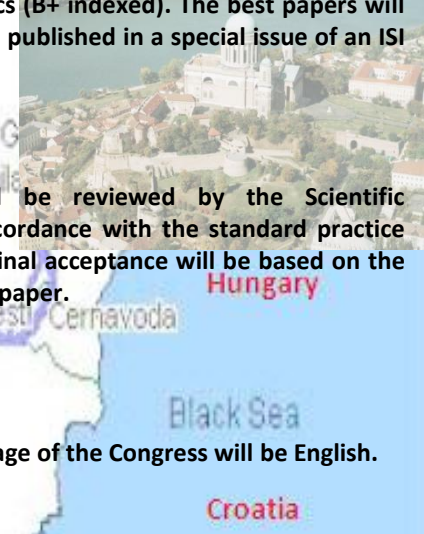 cs (B+ indexed). The best papers will
published in a special issue of an ISI
be reviewed by the Scientific
cordance with the standard practice
inal acceptance will be based on the
paper.
Hungary
Cernavoda
Black Sea
age of the Congress will be English.
Croatia